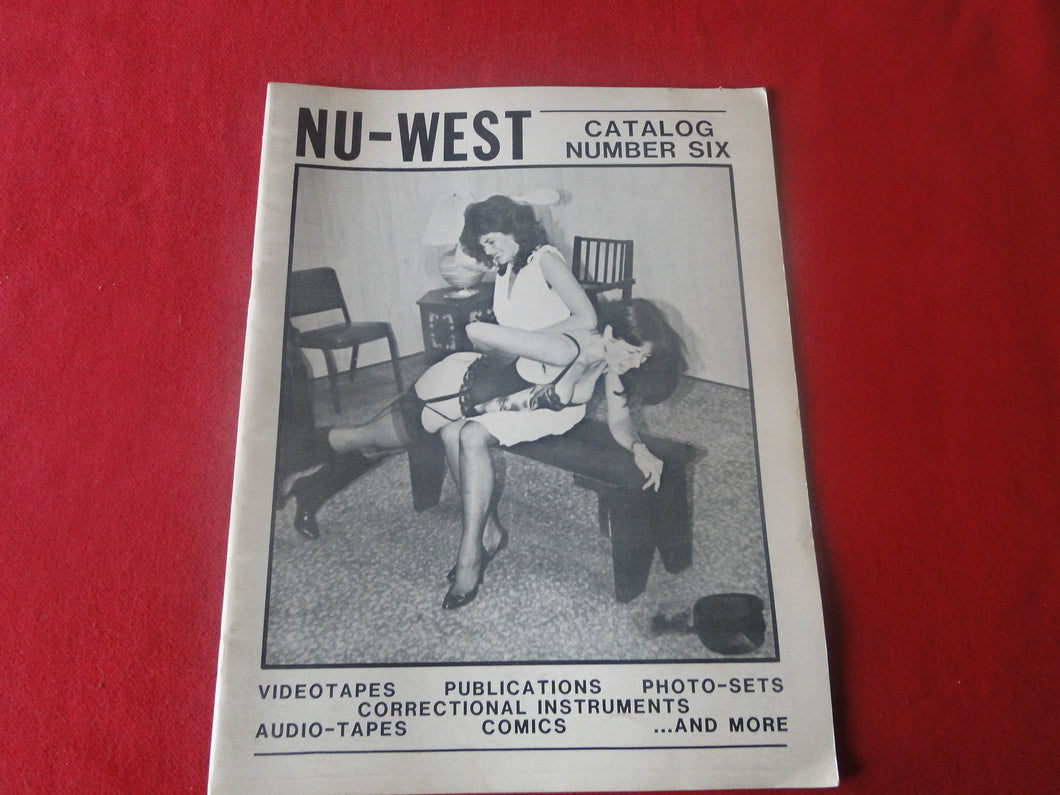 NU-WEST
CATALOG
NUMBER SIX
VIDEOTAPES PUBLICATIONS PHOTO-SETS
CORRECTIONAL INSTRUMENTS
AUDIO-TAPES COMICS ...AND MORE